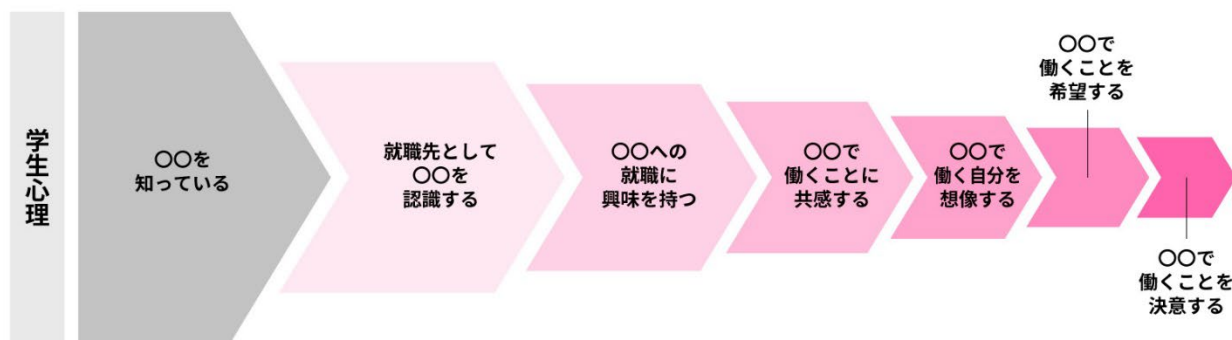 学生心理
〇〇を
知っている
就職先として
〇〇を
認識する
〇〇への
就職に
興味を持つ
〇〇で
働くことに
共感する
〇〇で
働く自分を
想像する
〇〇で
働くことを
希望する
〇〇で
働くことを
決意する